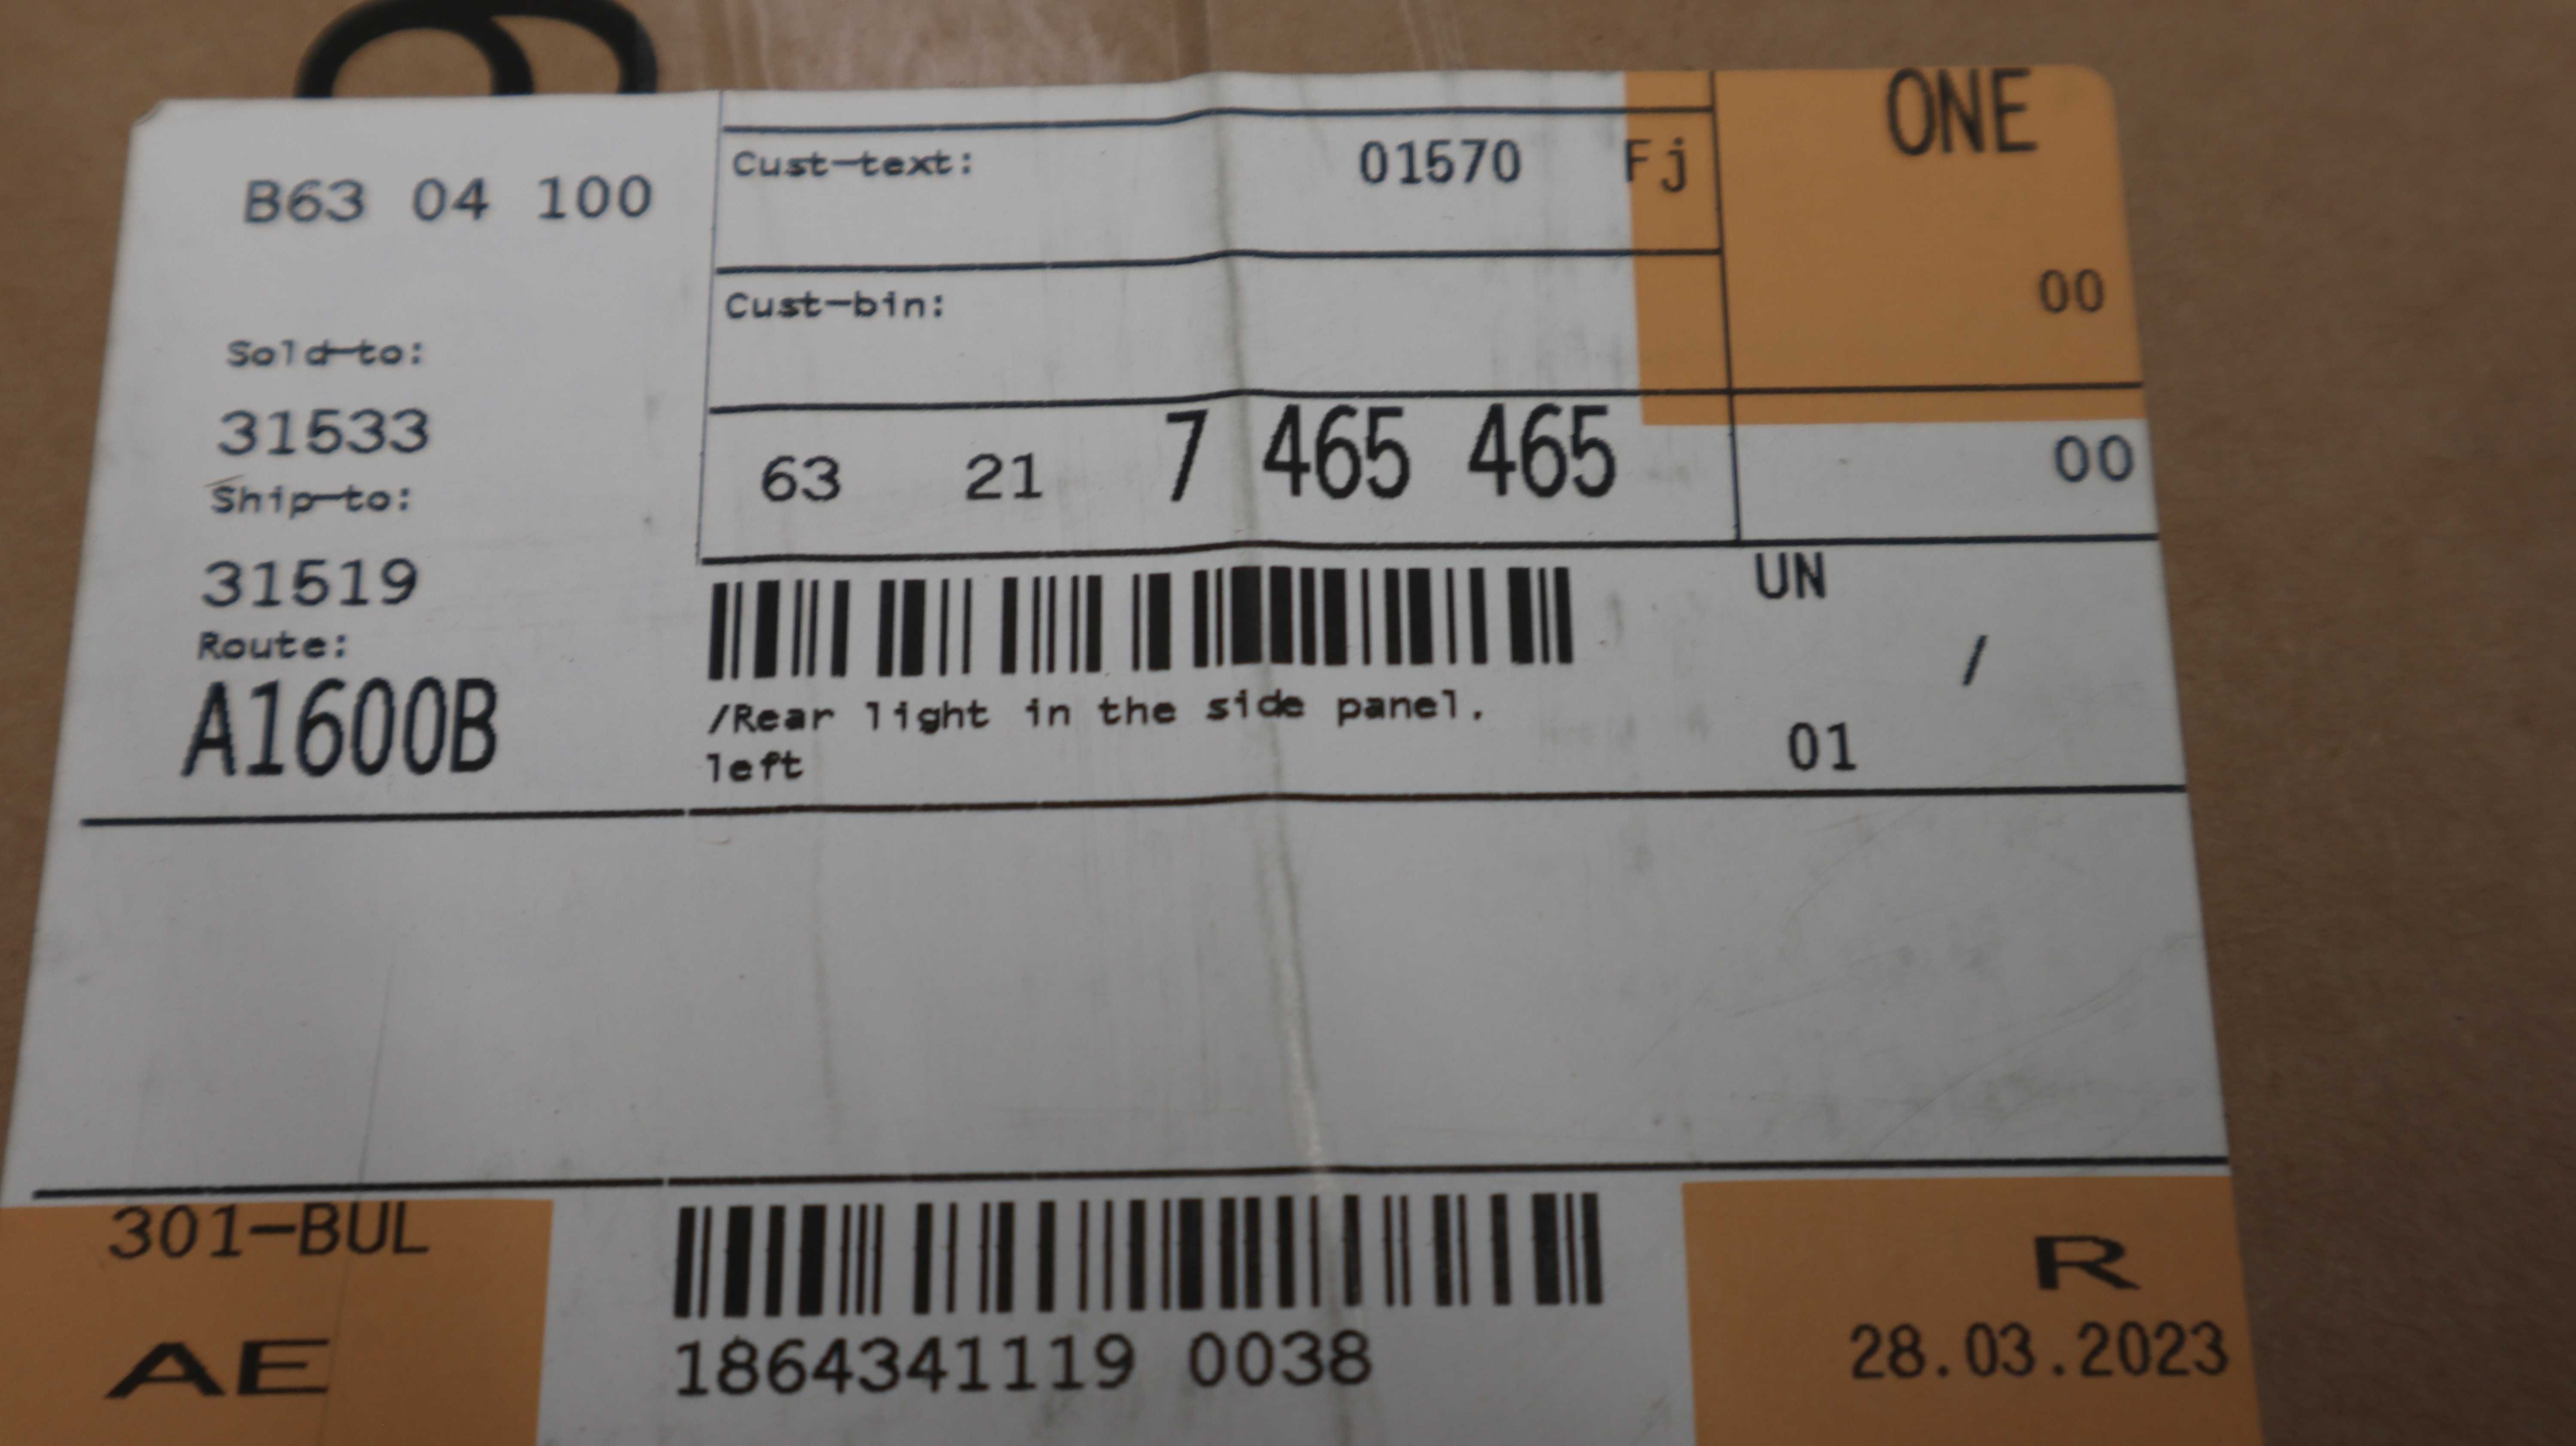 B63 04 100
Sold-to:
31533
Ship-to:
31519
Route:
A1600B
Cust-text: 01570 Fj
Cust-bin:
63 21 7 465 465
/Rear light in the side panel.
left
ONE
00
00
UN
/
01
301-BUL
AE
1864341119 0038
R
28.03.2023